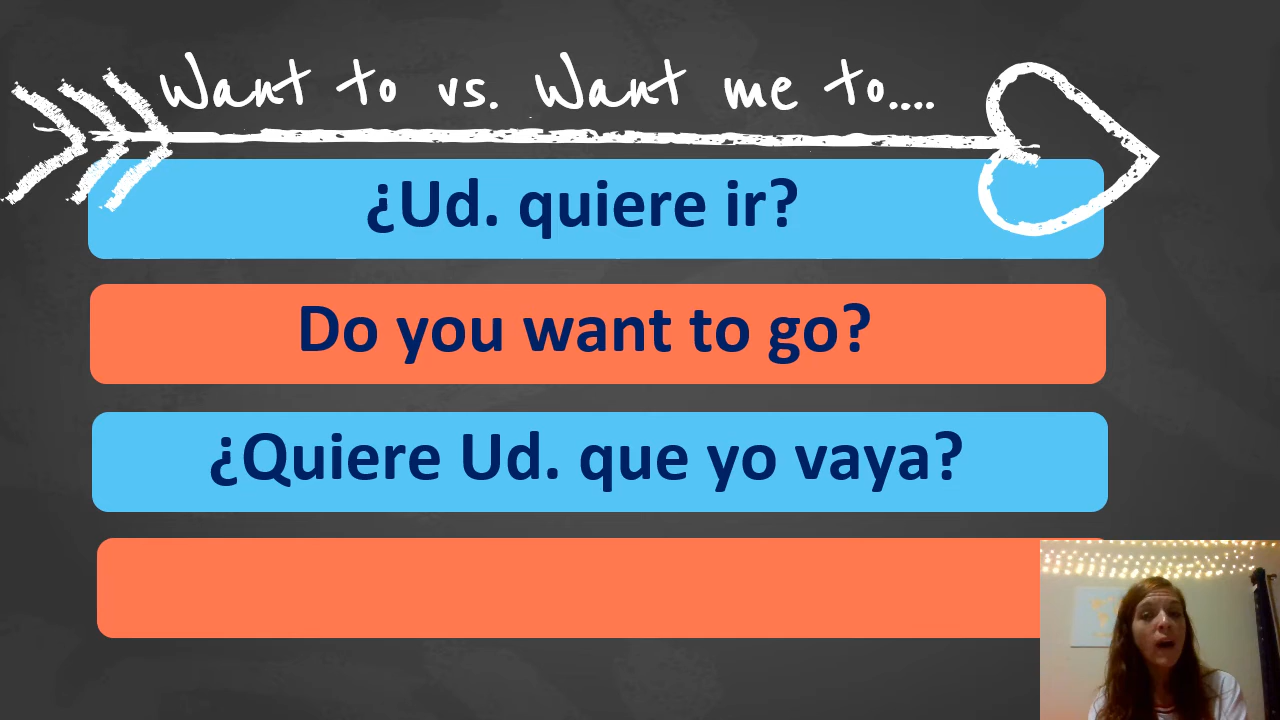 Want to vs. Want me to....
¿Ud. quiere ir?
Do you want to go?
¿Quiere Ud. que yo vaya?